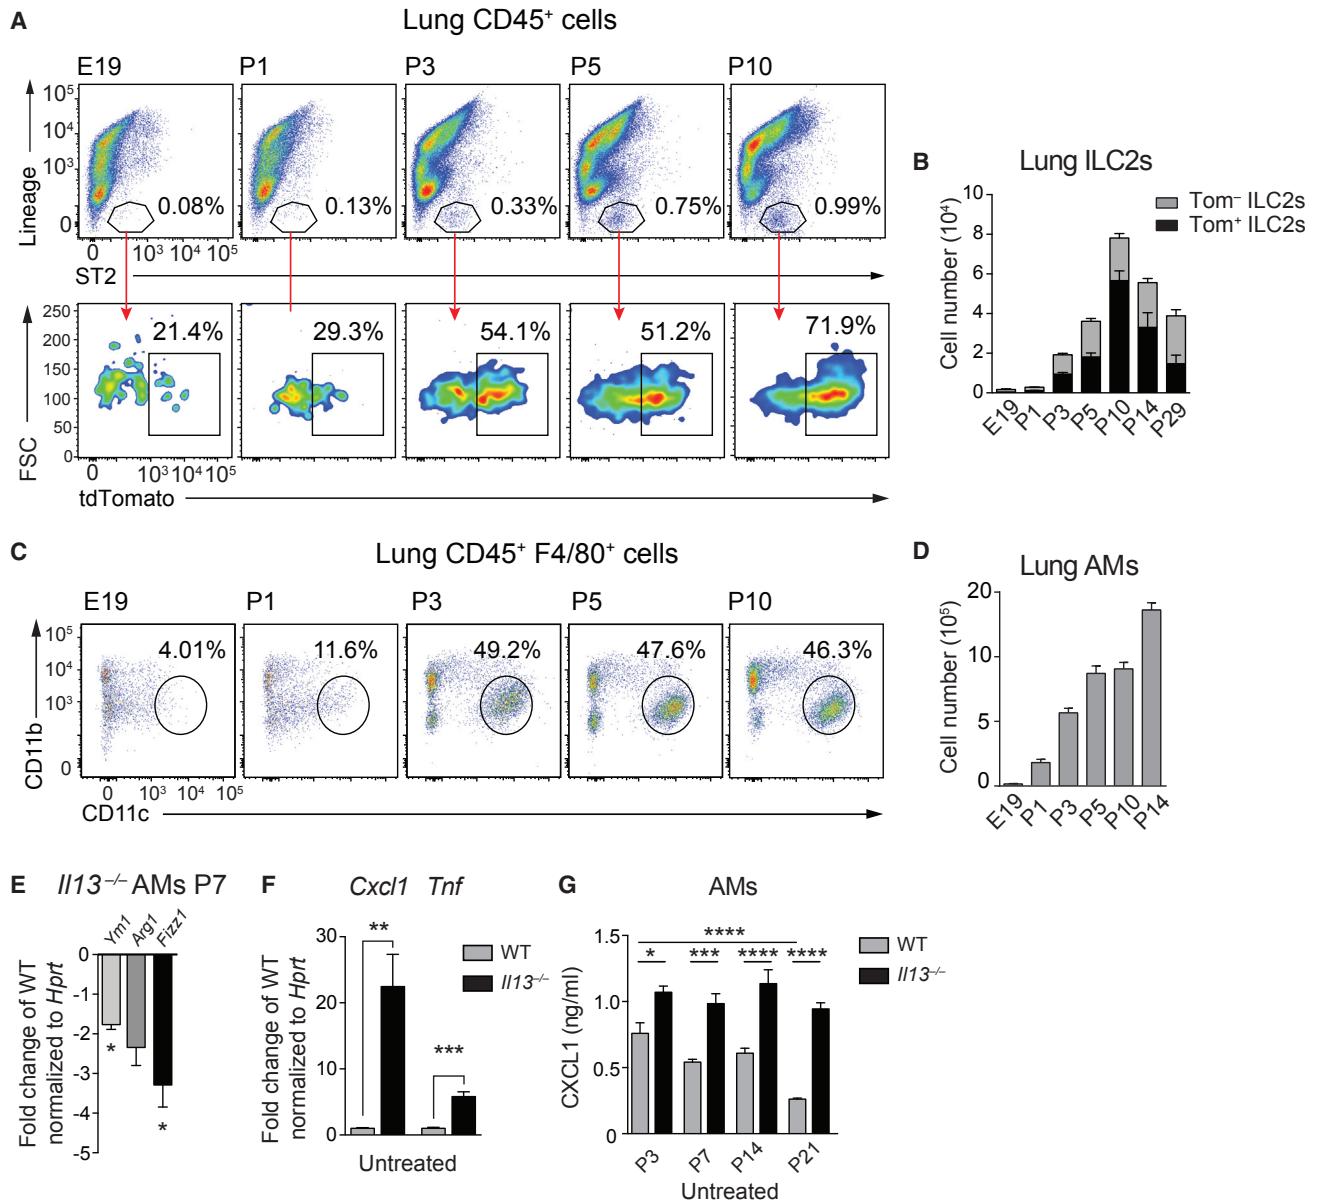 A
Lung CD45⁺ cells
E19 P1 P3 P5 P10
Lineage
10⁵
10⁴
10³
0
0.08% 0.13% 0.33% 0.75% 0.99%
0 10³ 10⁴ 10⁵
ST2
FSC
250
200
150
100
50
0
21.4% 29.3% 54.1% 51.2% 71.9%
0 10³ 10⁴ 10⁵
tdTomato
B
Lung ILC2s
Cell number (10⁴)
10
8
6
4
2
0
Tom⁻ ILC2s
Tom⁺ ILC2s
E19 P1 P3 P5 P10 P14 P29
C
Lung CD45⁺ F4/80⁺ cells
E19 P1 P3 P5 P10
CD11b
10⁵
10⁴
10³
0
4.01% 11.6% 49.2% 47.6% 46.3%
0 10³ 10⁴ 10⁵
CD11c
D
Lung AMs
Cell number (10⁵)
20
10
5
0
E19 P1 P3 P5 P10 P14
E
Il13⁻/⁻ AMs P7
Ym1 Arg1 Fizz1
Fold change of WT
normalized to Hprt
0
-1
-2
-3
-4
-5
*
*
F
Cxcl1 Tnf
Fold change of WT
normalized to Hprt
30
20
10
0
**
***
WT
Il13⁻/⁻
Untreated
G
AMs
CXCL1 (ng/ml)
1.5
1.0
0.5
0
****
* *** **** ****
WT
Il13⁻/⁻
P3 P7 P14 P21
Untreated